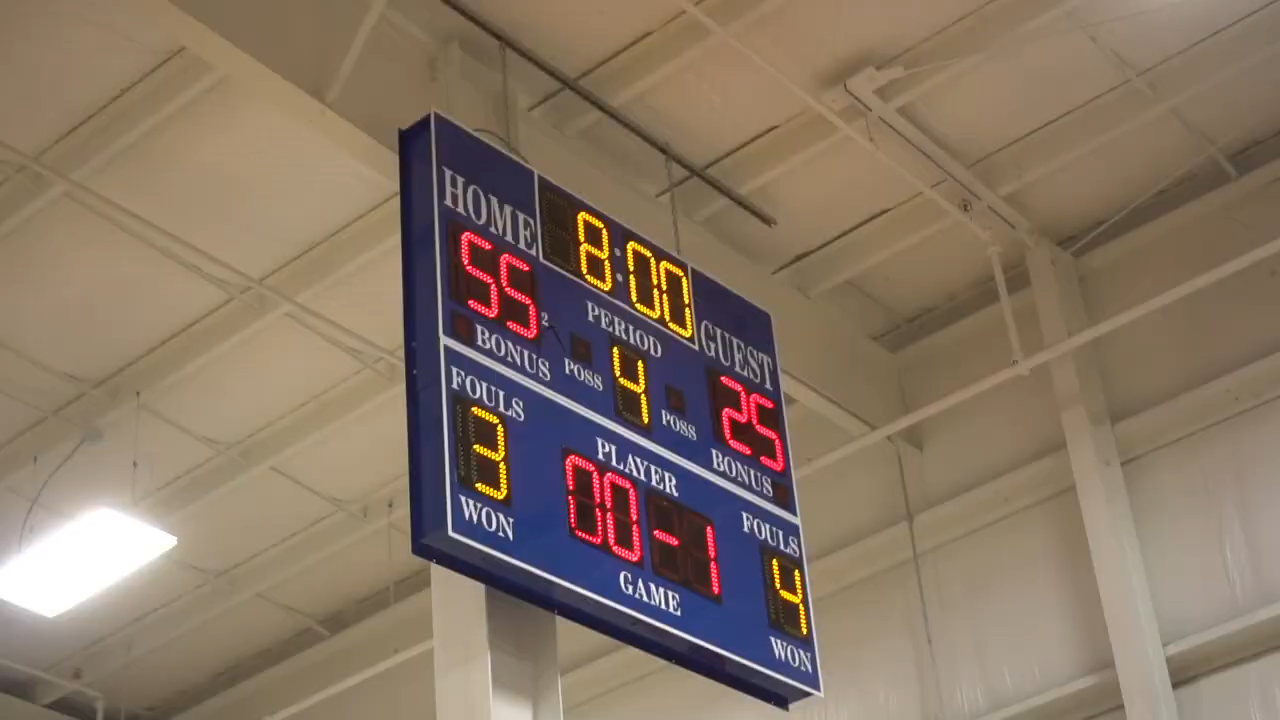 HOME
8:00
55
PERIOD
GUEST
2
BONUS
POSS
4
POSS
25
BONUS
FOULS
3
WON
PLAYER
00-1
GAME
FOULS
4
WON